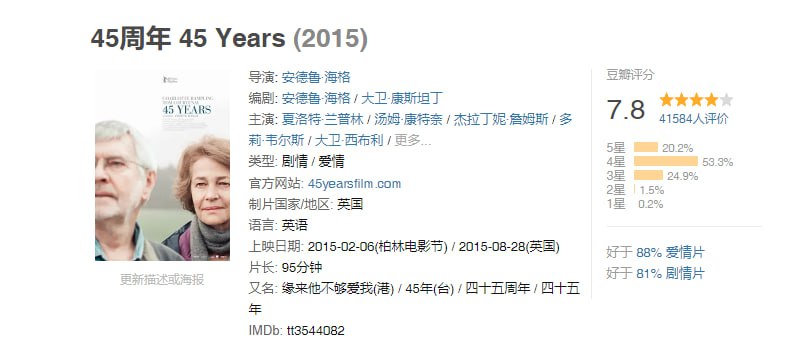 45周年 45 Years (2015)
CHARLOTTE RAMPLING
TOM COURTENAY
45 YEARS
更新描述或海报
导演: 安德鲁·海格
编剧: 安德鲁·海格 / 大卫·康斯坦丁
主演: 夏洛特·兰普林 / 汤姆·康特奈 / 杰拉丁妮·詹姆斯 / 多
莉·韦尔斯 / 大卫·西布利 / 更多...
类型: 剧情 / 爱情
官方网站: 45yearsfilm.com
制片国家/地区: 英国
语言: 英语
上映日期: 2015-02-06(柏林电影节) / 2015-08-28(英国)
片长: 95分钟
又名: 缘来他不够爱我(港) / 45年(台) / 四十五周年 / 四十五
年
IMDb: tt3544082
豆瓣评分
7.8
41584人评价
5星 20.2%
4星 53.3%
3星 24.9%
2星 1.5%
1星 0.2%
好于 88% 爱情片
好于 81% 剧情片